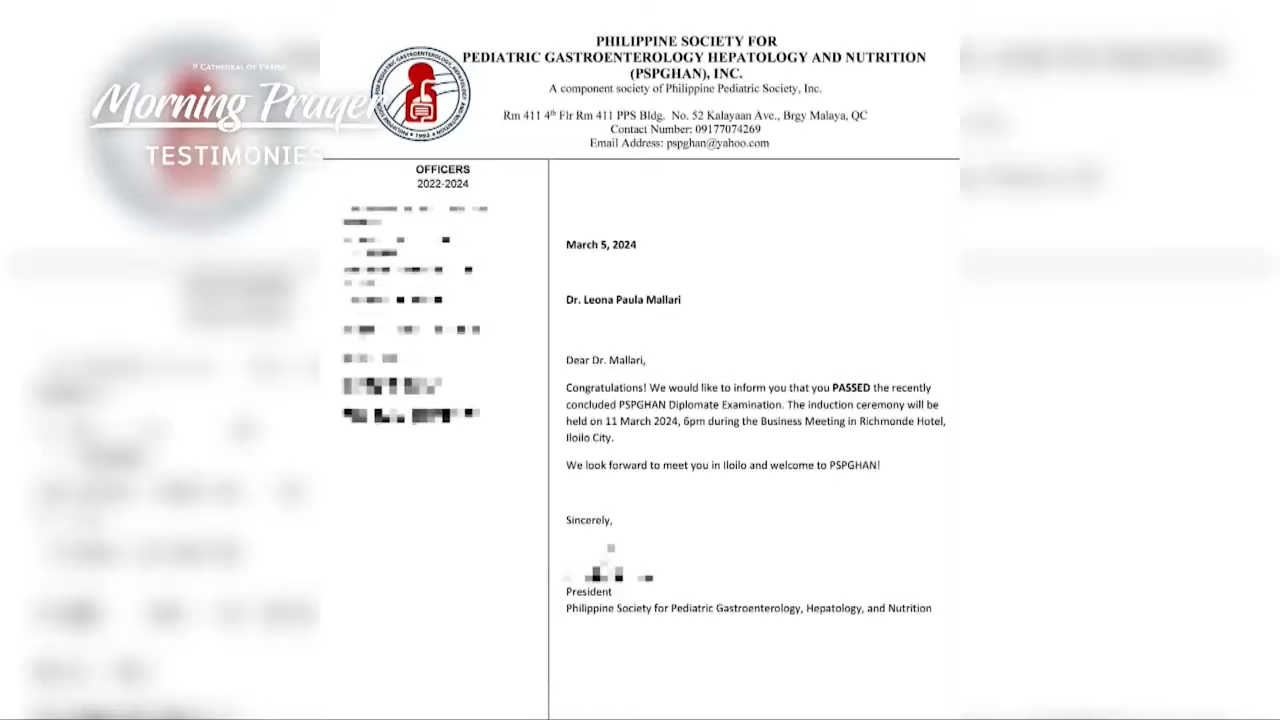 CATHEDRAL OF PRAISE
Morning Prayer
TESTIMONIES
PHILIPPINE SOCIETY FOR
PEDIATRIC GASTROENTEROLOGY HEPATOLOGY AND NUTRITION
(PSPGHAN), INC.
A component society of Philippine Pediatric Society, Inc.
Rm 411 4th Flr Rm 411 PPS Bldg. No. 52 Kalayaan Ave., Brgy Malaya, QC
Contact Number: 09177074269
Email Address: pspghan@yahoo.com
OFFICERS
2022-2024
March 5, 2024
Dr. Leona Paula Mallari
Dear Dr. Mallari,
Congratulations! We would like to inform you that you PASSED the recently
concluded PSPGHAN Diplomate Examination. The induction ceremony will be
held on 11 March 2024, 6pm during the Business Meeting in Richmonde Hotel,
Iloilo City.
We look forward to meet you in Iloilo and welcome to PSPGHAN!
Sincerely,
President
Philippine Society for Pediatric Gastroenterology, Hepatology, and Nutrition